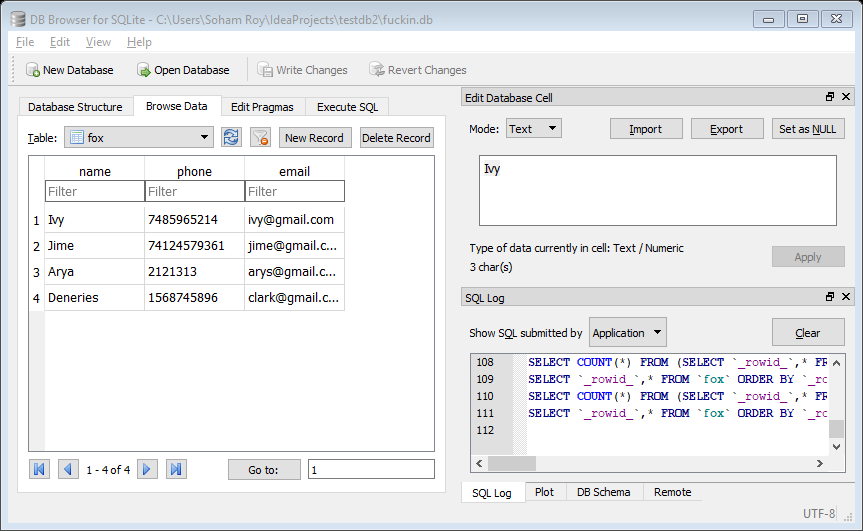 DB Browser for SQLite - C:\Users\Soham Roy\IdeaProjects\testdb2\fuckin.db
File Edit View Help
New Database Open Database Write Changes Revert Changes
Database Structure Browse Data Edit Pragmas Execute SQL
Table: fox New Record Delete Record
name phone email
Filter Filter Filter
1 Ivy 7485965214 ivy@gmail.com
2 Jime 74124579361 jime@gmail.c...
3 Arya 2121313 arys@gmail.c...
4 Deneries 1568745896 clark@gmail.c...
1 - 4 of 4 Go to: 1
Edit Database Cell
Mode: Text Import Export Set as NULL
Ivy
Type of data currently in cell: Text / Numeric
3 char(s)
Apply
SQL Log
Show SQL submitted by Application Clear
108 SELECT COUNT(*) FROM (SELECT `_rowid_`,* FR
109 SELECT `_rowid_`,* FROM `fox` ORDER BY `_ro
110 SELECT COUNT(*) FROM (SELECT `_rowid_`,* FR
111 SELECT `_rowid_`,* FROM `fox` ORDER BY `_ro
112
SQL Log Plot DB Schema Remote
UTF-8